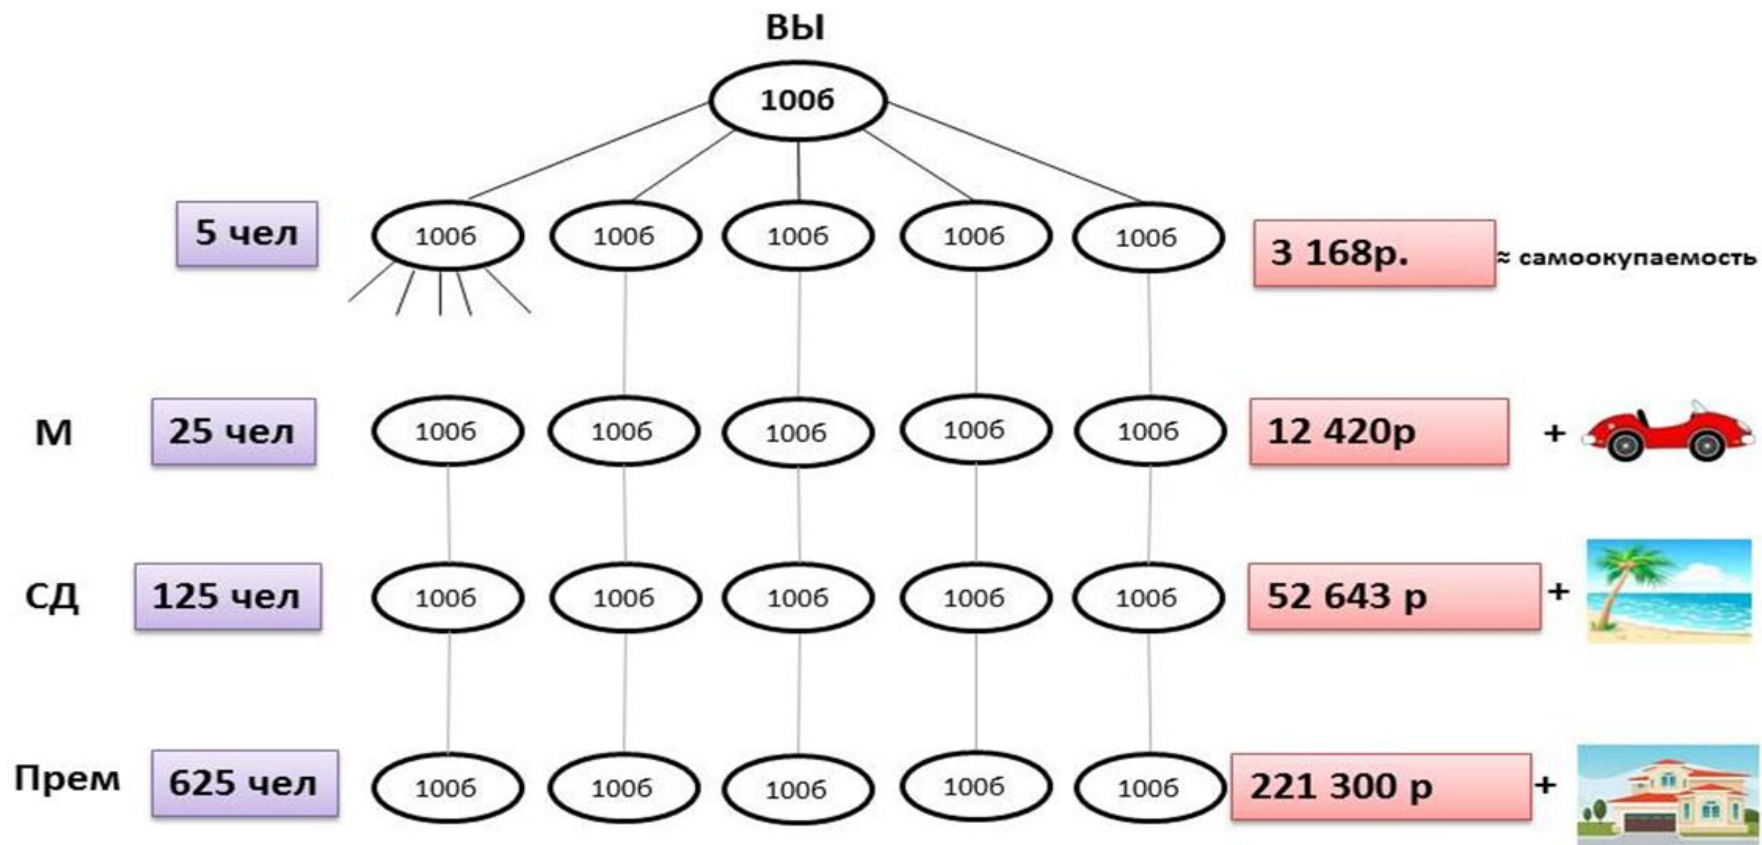 ВЫ
100б
5 чел
100б 100б 100б 100б 100б
3 168р.
≈ самоокупаемость
М
25 чел
100б 100б 100б 100б 100б
12 420р
+
СД
125 чел
100б 100б 100б 100б 100б
52 643 р
+
Прем
625 чел
100б 100б 100б 100б 100б
221 300 р
+